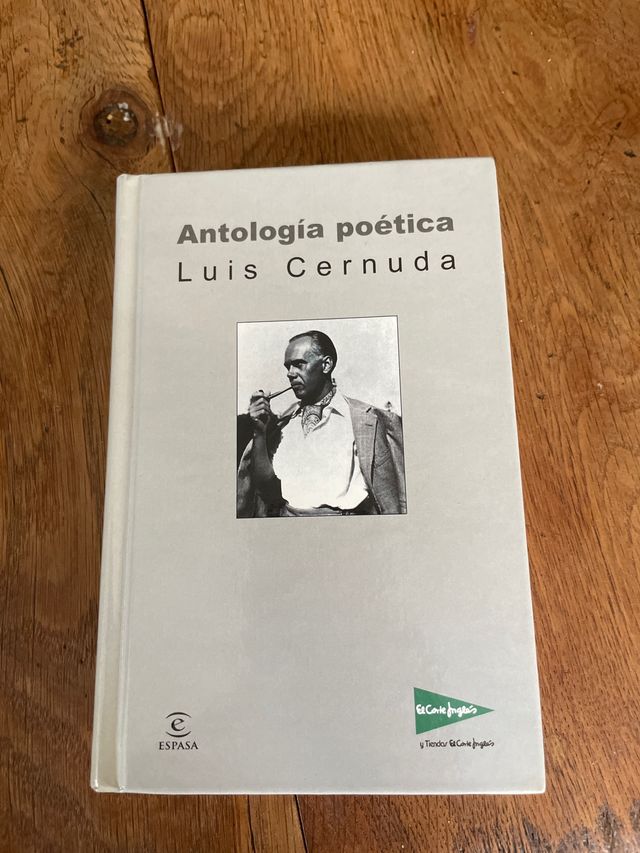 Antología poética
Luis Cernuda
ESPASA
El Corte Inglés
y Tiendas El Corte Inglés